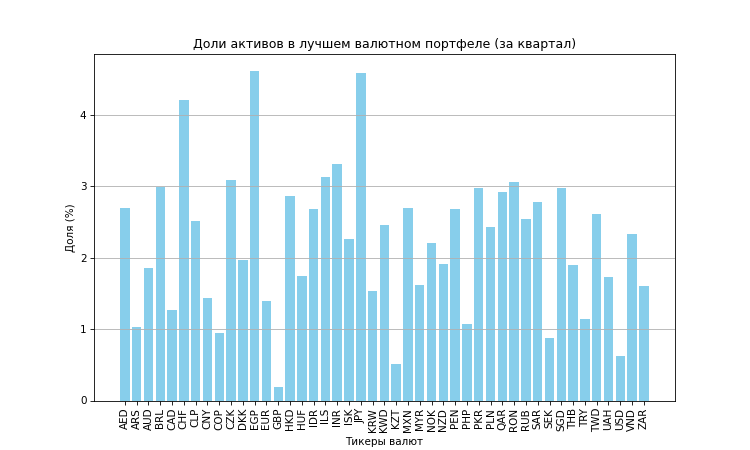 Доли активов в лучшем валютном портфеле (за квартал)
Доля (%)
4
3
2
1
0
AED ARS AUD BRL CAD CHF CLP CNY COP CZK DKK EGP EUR GBP HKD HUF IDR ILS INR ISK JPY KRW KWD KZT MXN MYR NOK NZD PEN PHP PKR PLN QAR RON RUB SAR SEK SGD THB TRY TWD UAH USD VND ZAR
Тикеры валют